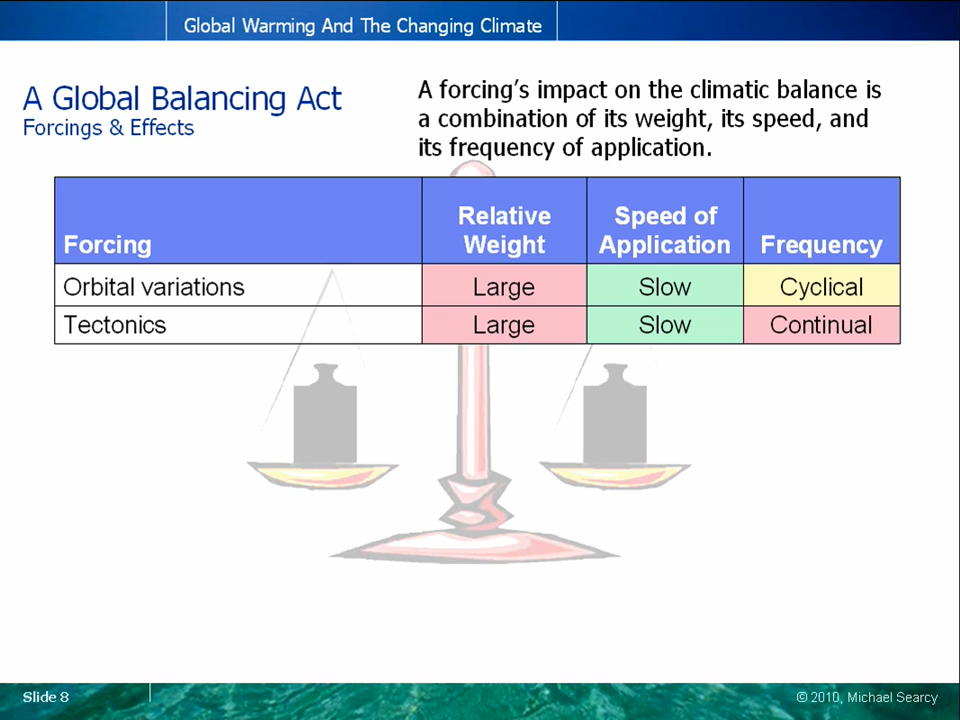 Global Warming And The Changing Climate
A Global Balancing Act
Forcings & Effects
A forcing's impact on the climatic balance is
a combination of its weight, its speed, and
its frequency of application.
Forcing Relative Weight Speed of Application Frequency
Orbital variations Large Slow Cyclical
Tectonics Large Slow Continual
Slide 8
© 2010, Michael Searcy